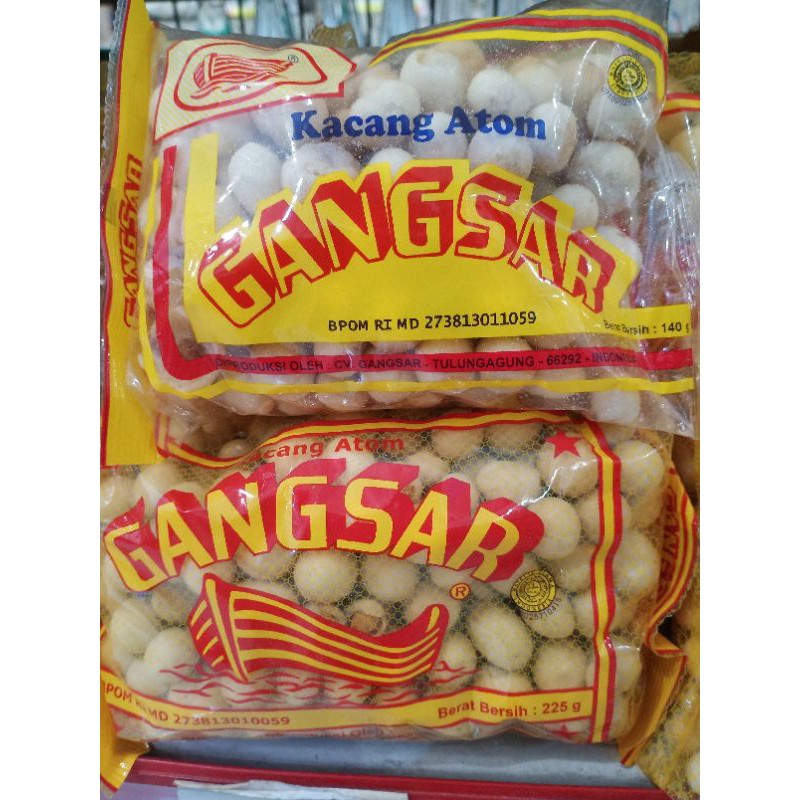 ®
Kacang Atom
GANGSAR
GANGSAR
BPOM RI MD 273813011059
Berat Bersih : 140 g
DIPRODUKSI OLEH : CV. GANGSAR - TULUNGAGUNG - 66292 - INDONESIA
Kacang Atom
GANGSAR
®
BPOM RI MD 273813010059
Berat Bersih : 225 g